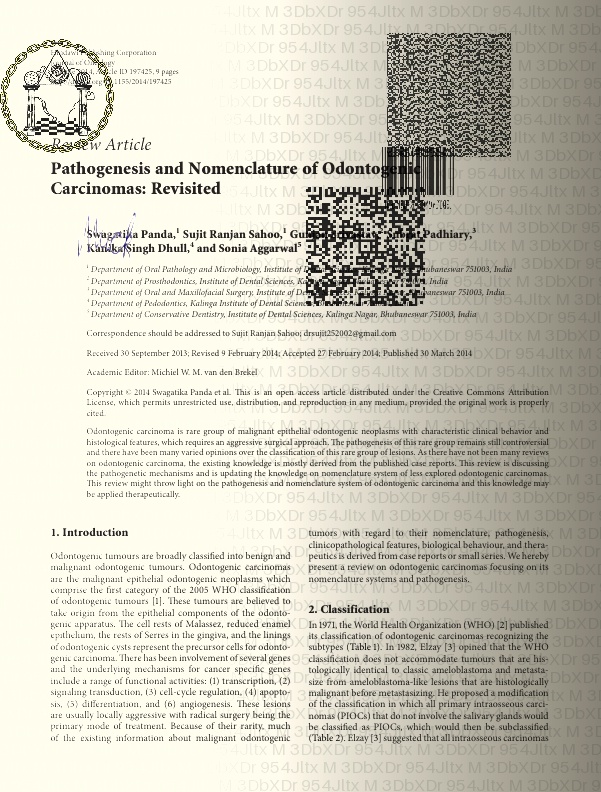 Publishing Corporation
ID 197425, 9 pages
Article
Pathogenesis and Nomenclature of Odontogenic
Carcinomas: Revisited
Swagatika Panda,1 Sujit Ranjan Sahoo,1 Padhiary,3
Kanika Singh Dhull,4 and Sonia Aggarwal5
1 Department of Oral Pathology and Microbiology, Institute of Bhubaneswar 751003, India
2 Department of Prosthodontics, Institute of Dental Sciences, India
3 Department of Oral and Maxillofacial Surgery, Institute of Bhubaneswar 751003, India
4 Department of Pedodontics, Kalinga Institute of Dental India
5 Department of Conservative Dentistry, Institute of Dental Sciences, Kalinga Nagar, Bhubaneswar 751003, India
Correspondence should be addressed to Sujit Ranjan Sahoo; drsujit252002@gmail.com
Received 30 September 2013; Revised 9 February 2014; Accepted 27 February 2014; Published 30 March 2014
Academic Editor: Michiel W. M. van den Brekel
Copyright © 2014 Swagatika Panda et al. This is an open access article distributed under the Creative Commons Attribution
License, which permits unrestricted use, distribution, and reproduction in any medium, provided the original work is properly
cited.
Odontogenic carcinoma is rare group of malignant epithelial odontogenic neoplasms with characteristic clinical behavior and
histological features, which requires an aggressive surgical approach. The pathogenesis of this rare group remains still controversial
and there have been many varied opinions over the classification of this rare group of lesions. As there have not been many reviews
on odontogenic carcinoma, the existing knowledge is mostly derived from the published case reports. This review is discussing
the pathogenetic mechanisms and is updating the knowledge on nomenclature system of less explored odontogenic carcinomas.
This review might throw light on the pathogenesis and nomenclature system of odontogenic carcinoma and this knowledge may
be applied therapeutically.
1. Introduction
Odontogenic tumours are broadly classified into benign and
malignant odontogenic tumours. Odontogenic carcinomas
are the malignant epithelial odontogenic neoplasms which
comprise the first category of the 2005 WHO classification
of odontogenic tumours [1]. These tumours are believed to
take origin from the epithelial components of the odonto-
genic apparatus. The cell rests of Malassez, reduced enamel
epithelium, the rests of Serres in the gingiva, and the linings
of odontogenic cysts represent the precursor cells for odonto-
genic carcinoma. There has been involvement of several genes
and the underlying mechanisms for cancer specific genes
include a range of functional activities: (1) transcription, (2)
signaling transduction, (3) cell-cycle regulation, (4) apopto-
sis, (5) differentiation, and (6) angiogenesis. These lesions
are usually locally aggressive with radical surgery being the
primary mode of treatment. Because of their rarity, much
of the existing information about malignant odontogenic
tumors with regard to their nomenclature, pathogenesis,
clinicopathological features, biological behaviour, and thera-
peutics is derived from case reports or small series. We hereby
present a review on odontogenic carcinomas focusing on its
nomenclature systems and pathogenesis.
2. Classification
In 1971, the World Health Organization (WHO) [2] published
its classification of odontogenic carcinomas recognizing the
subtypes (Table 1). In 1982, Elzay [3] opined that the WHO
classification does not accommodate tumours that are his-
tologically identical to classic ameloblastoma and metasta-
size from ameloblastoma-like lesions that are histologically
malignant before metastasizing. He proposed a modification
of the classification in which all primary intraosseous carci-
nomas (PIOCs) that do not involve the salivary glands would
be classified as PIOCs, which would then be subclassified
(Table 2). Elzay [3] suggested that all intraosseous carcinomas